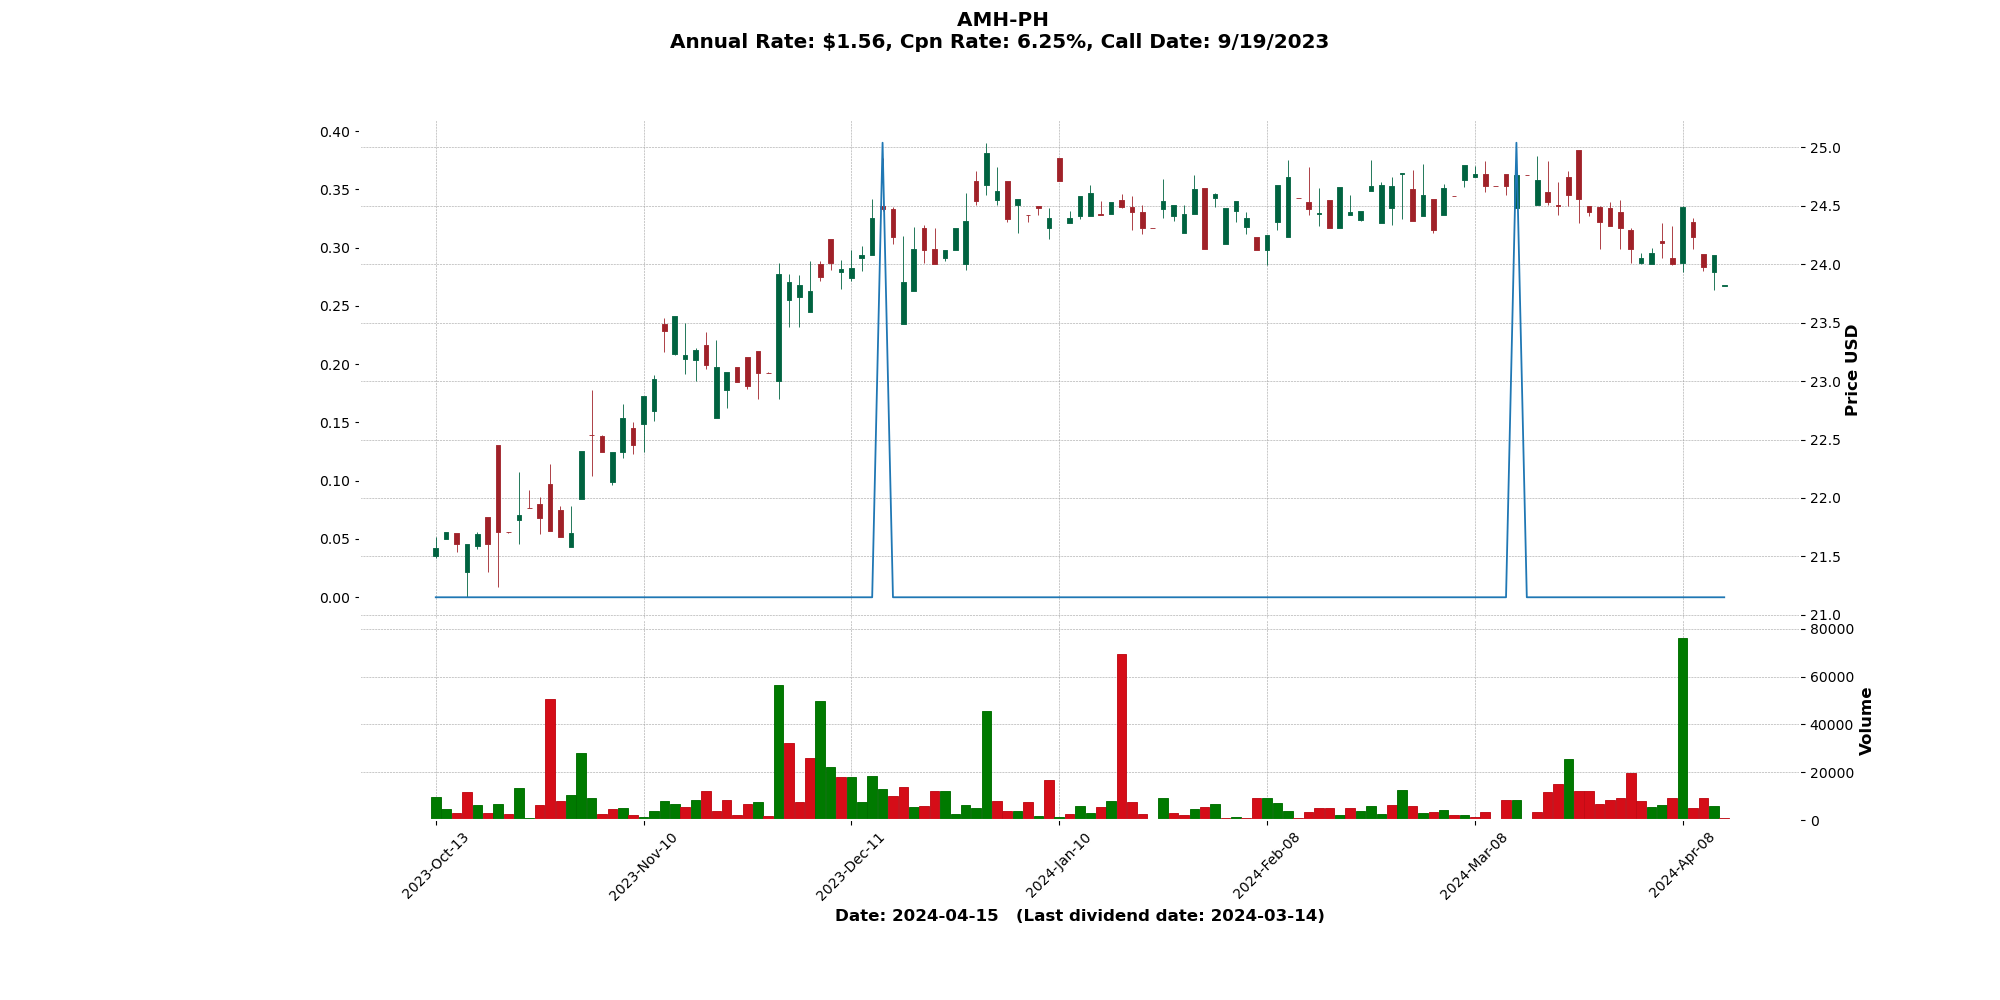 AMH-PH
Annual Rate: $1.56, Cpn Rate: 6.25%, Call Date: 9/19/2023
0.40
0.35
0.30
0.25
0.20
0.15
0.10
0.05
0.00
25.0
24.5
24.0
23.5
23.0
22.5
22.0
21.5
21.0
Price USD
80000
60000
40000
20000
0
Volume
2023-Oct-13
2023-Nov-10
2023-Dec-11
2024-Jan-10
2024-Feb-08
2024-Mar-08
2024-Apr-08
Date: 2024-04-15 (Last dividend date: 2024-03-14)